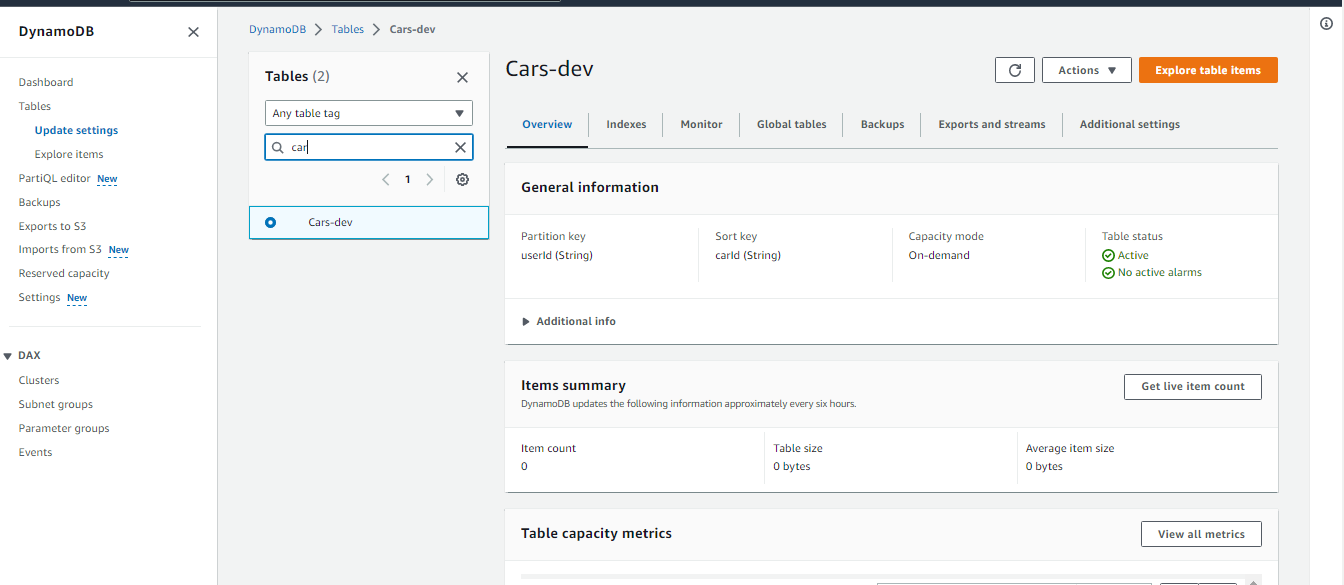 DynamoDB
Dashboard
Tables
Update settings
Explore items
PartiQL editor New
Backups
Exports to S3
Imports from S3 New
Reserved capacity
Settings New
DAX
Clusters
Subnet groups
Parameter groups
Events
DynamoDB Tables Cars-dev
Tables (2)
Any table tag
car
1
Cars-dev
Cars-dev
Actions
Explore table items
Overview Indexes Monitor Global tables Backups Exports and streams Additional settings
General information
Partition key
userId (String)
Sort key
carId (String)
Capacity mode
On-demand
Table status
Active
No active alarms
Additional info
Items summary
DynamoDB updates the following information approximately every six hours.
Get live item count
Item count
0
Table size
0 bytes
Average item size
0 bytes
Table capacity metrics
View all metrics